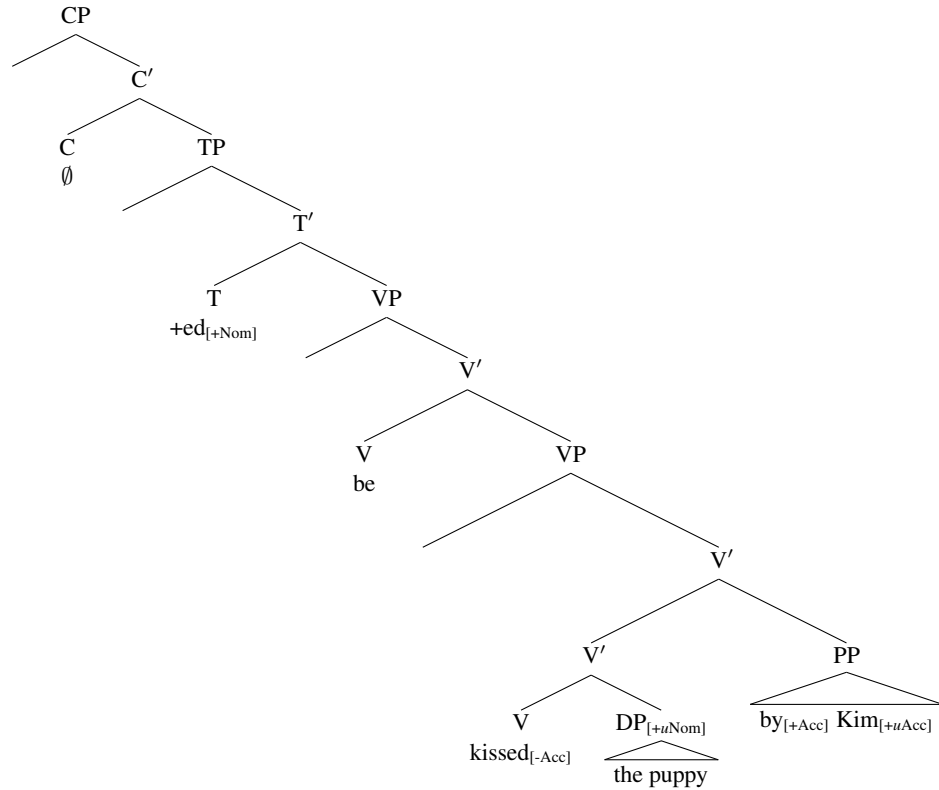 CP
C′
C TP
∅
T′
T VP
+ed[+Nom]
V′
V VP
be
V′
V′ PP
V DP[+uNom] by[+Acc] Kim[+uAcc]
kissed[-Acc]
the puppy